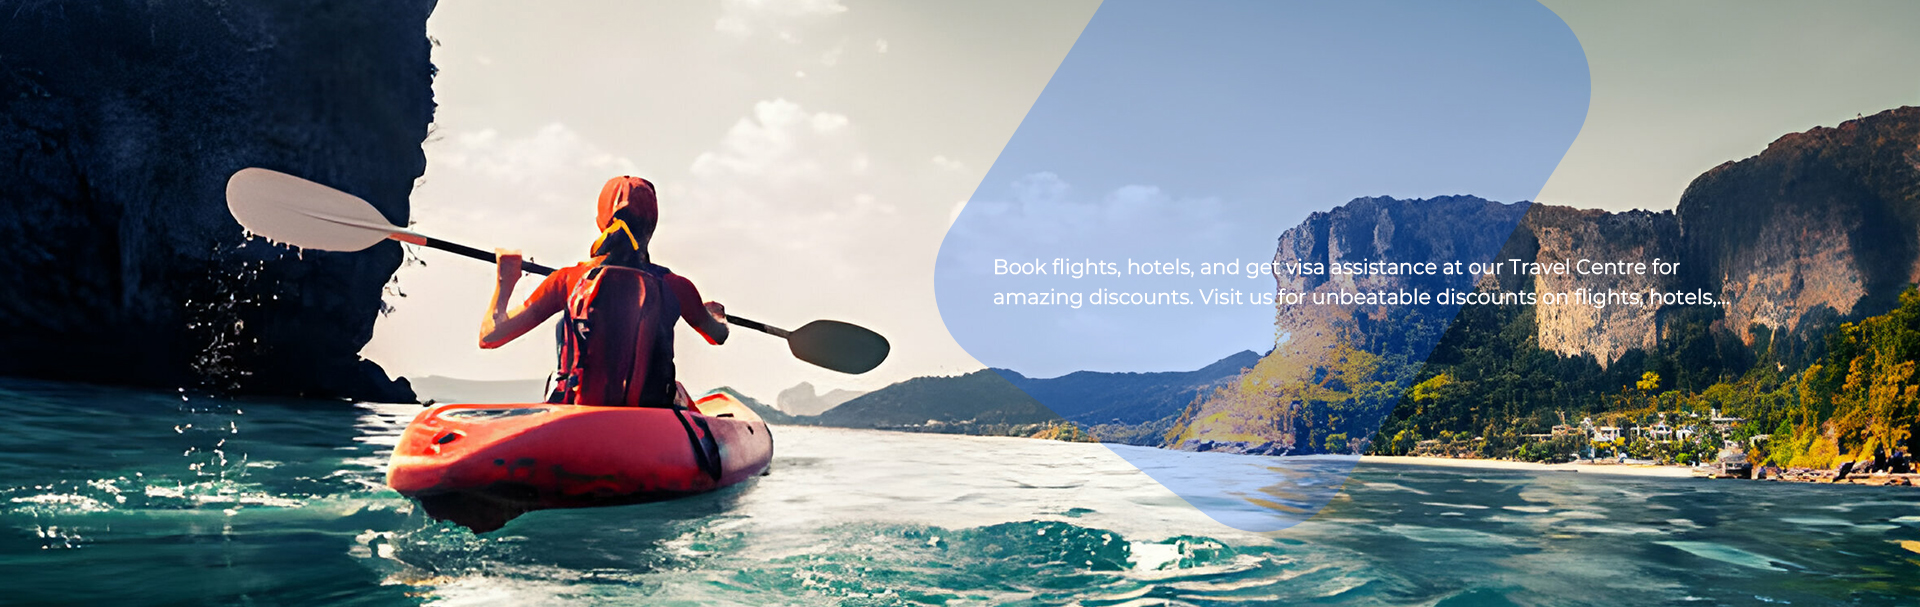 Book flights, hotels, and get visa assistance at our Travel Centre for
amazing discounts. Visit us for unbeatable discounts on flights, hotels,...